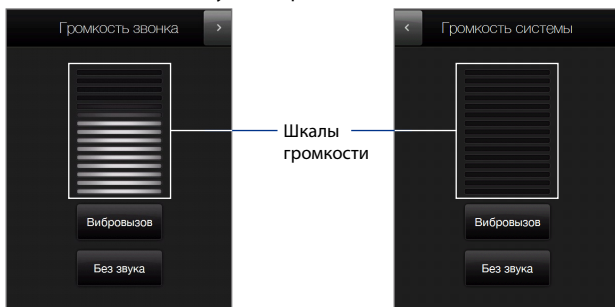 Громкость звонка
Вибровызов
Без звука
Шкалы
громкости
Громкость системы
Вибровызов
Без звука